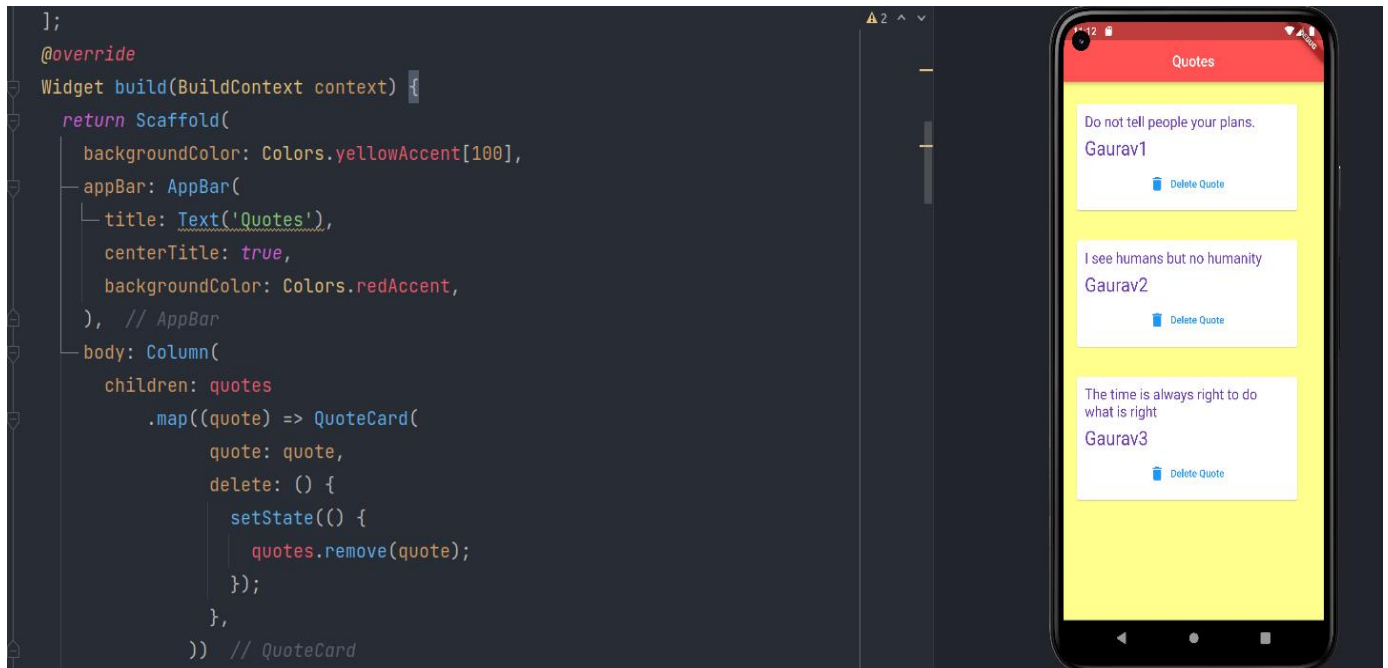 ];
@override
Widget build(BuildContext context) {
return Scaffold(
backgroundColor: Colors.yellowAccent[100],
appBar: AppBar(
title: Text('Quotes'),
centerTitle: true,
backgroundColor: Colors.redAccent,
), // AppBar
body: Column(
children: quotes
.map((quote) => QuoteCard(
quote: quote,
delete: () {
setState(() {
quotes.remove(quote);
});
},
)) // QuoteCard
2
DEBUG
Quotes
Do not tell people your plans.
Gaurav1
Delete Quote
I see humans but no humanity
Gaurav2
Delete Quote
The time is always right to do
what is right
Gaurav3
Delete Quote